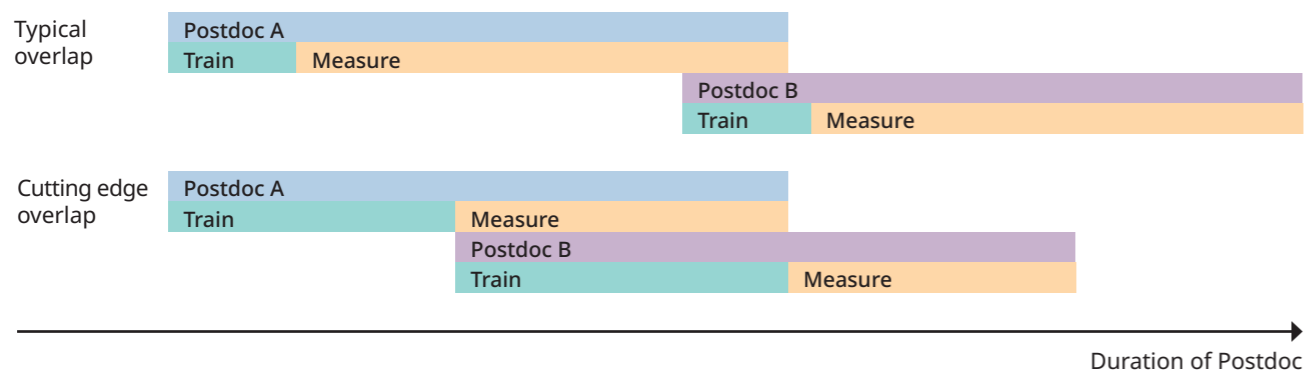 Typical
overlap
Postdoc A
Train
Measure
Postdoc B
Train
Measure
Cutting edge
overlap
Postdoc A
Train
Measure
Postdoc B
Train
Measure
Duration of Postdoc